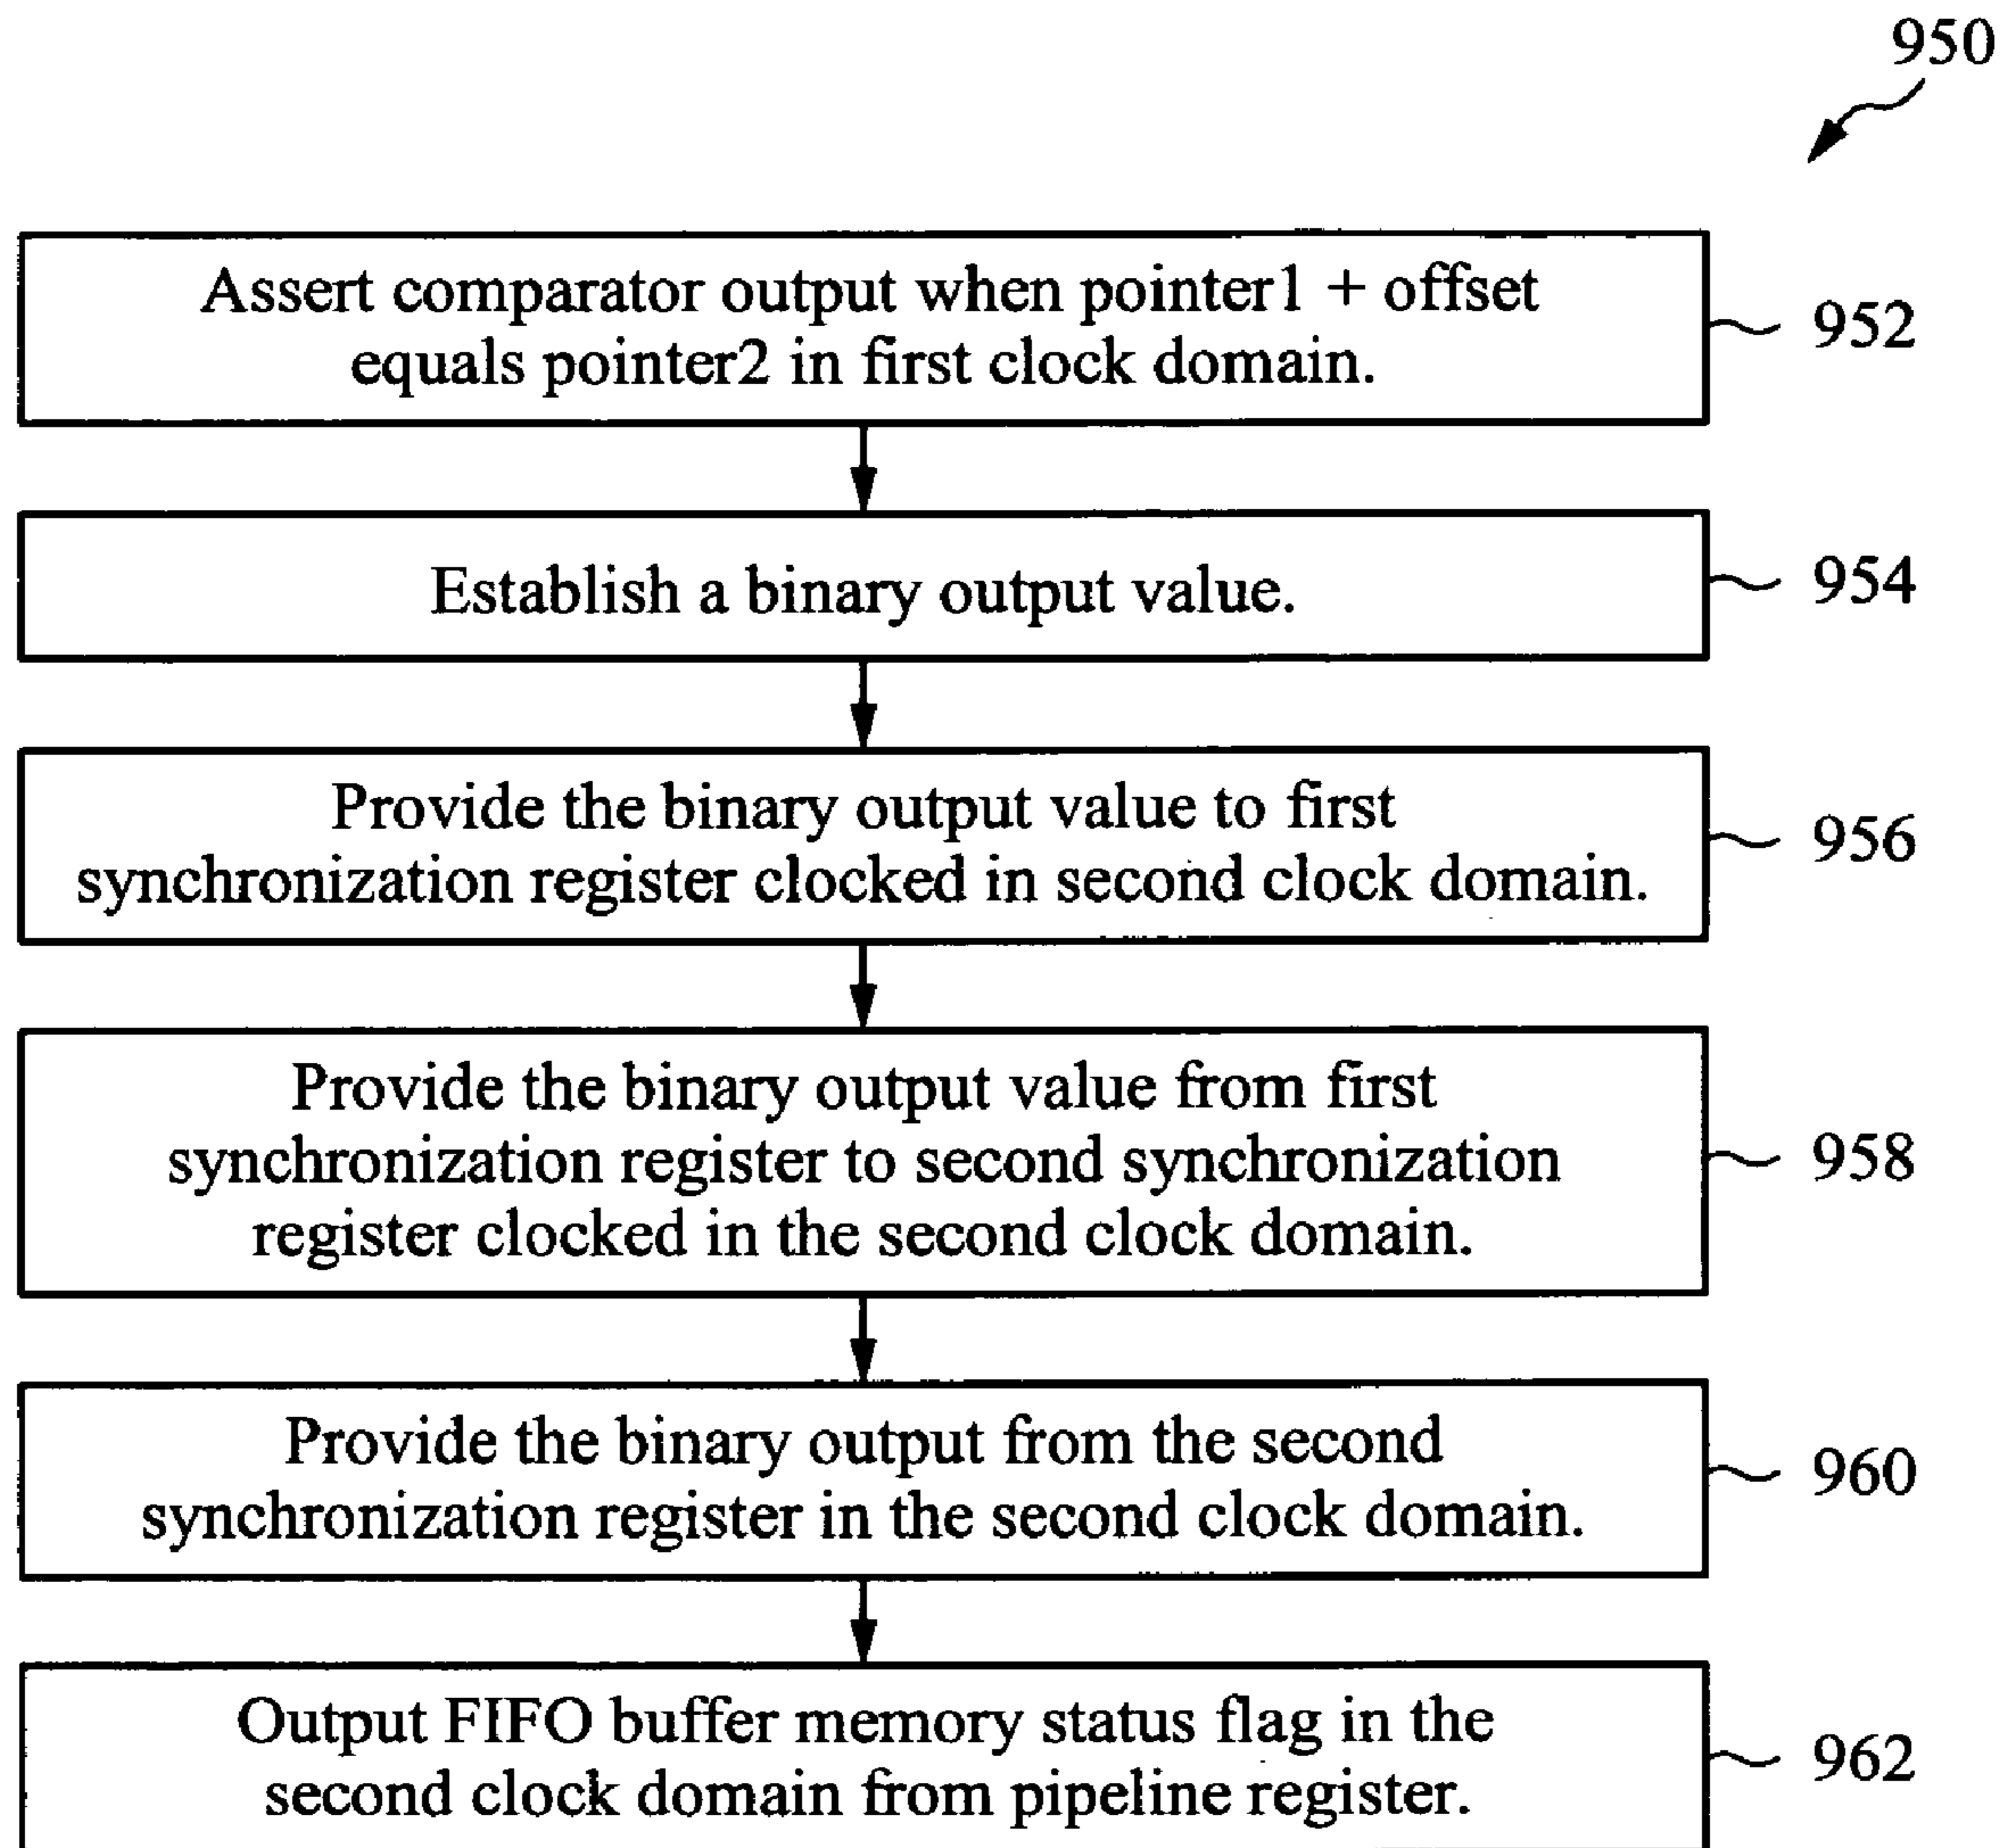 950
Assert comparator output when pointer1 + offset
equals pointer2 in first clock domain.
952
Establish a binary output value.
954
Provide the binary output value to first
synchronization register clocked in second clock domain.
956
Provide the binary output value from first
synchronization register to second synchronization
register clocked in the second clock domain.
958
Provide the binary output from the second
synchronization register in the second clock domain.
960
Output FIFO buffer memory status flag in the
second clock domain from pipeline register.
962